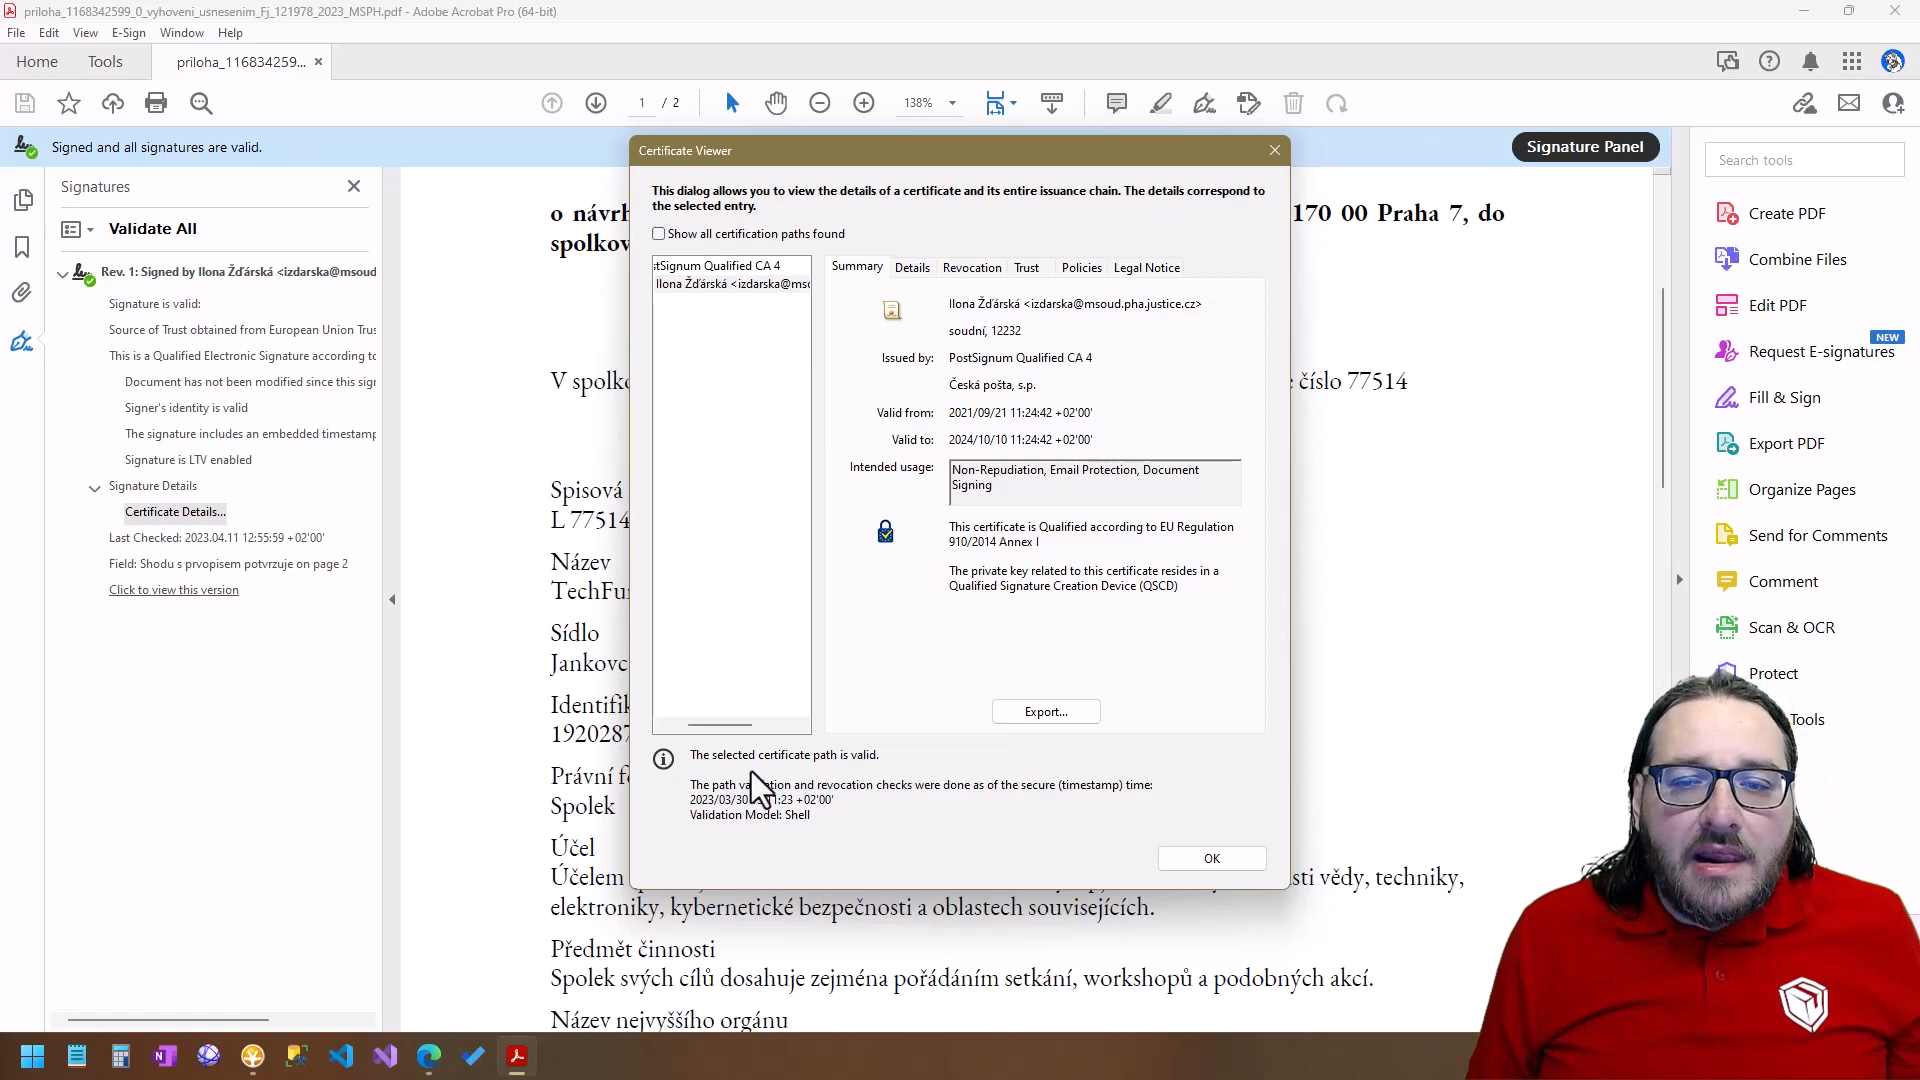 priloha_1168342599_0_vyhoveni_usnesenim_Fj_121978_2023_MSPH.pdf - Adobe Acrobat Pro (64-bit)
File Edit View E-Sign Window Help
Home Tools priloha_116834259...
1 / 2 138%
Signed and all signatures are valid.
Signature Panel
Signatures
Validate All
Rev. 1: Signed by Ilona Žďárská <izdarska@msoud
Signature is valid:
Source of Trust obtained from European Union Trus
This is a Qualified Electronic Signature according to
Document has not been modified since this sign
Signer's identity is valid
The signature includes an embedded timestamp
Signature is LTV enabled
Signature Details
Certificate Details...
Last Checked: 2023.04.11 12:55:59 +02'00'
Field: Shodu s prvopisem potvrzuje on page 2
Click to view this version
o návrh
170 00 Praha 7, do
spolkov
V spolko
číslo 77514
Spisová
L 77514
Název
TechFu
Sídlo
Jankovc
Identifik
1920287
Právní f
Spolek
Účel
Účelem
sti vědy, techniky,
elektroniky, kybernetické bezpečnosti a oblastech souvisejících.
Předmět činnosti
Spolek svých cílů dosahuje zejména pořádáním setkání, workshopů a podobných akcí.
Název nejvyššího orgánu
Certificate Viewer
This dialog allows you to view the details of a certificate and its entire issuance chain. The details correspond to
the selected entry.
Show all certification paths found
tSignum Qualified CA 4
Ilona Žďárská <izdarska@mso
Summary Details Revocation Trust Policies Legal Notice
Ilona Žďárská <izdarska@msoud.pha.justice.cz>
soudní, 12232
Issued by: PostSignum Qualified CA 4
Česká pošta, s.p.
Valid from: 2021/09/21 11:24:42 +02'00'
Valid to: 2024/10/10 11:24:42 +02'00'
Intended usage: Non-Repudiation, Email Protection, Document
Signing
This certificate is Qualified according to EU Regulation
910/2014 Annex I
The private key related to this certificate resides in a
Qualified Signature Creation Device (QSCD)
Export...
The selected certificate path is valid.
The path va tion and revocation checks were done as of the secure (timestamp) time:
2023/03/30 1:23 +02'00'
Validation Model: Shell
OK
Search tools
Create PDF
Combine Files
Edit PDF
NEW
Request E-signatures
Fill & Sign
Export PDF
Organize Pages
Send for Comments
Comment
Scan & OCR
Protect
Tools